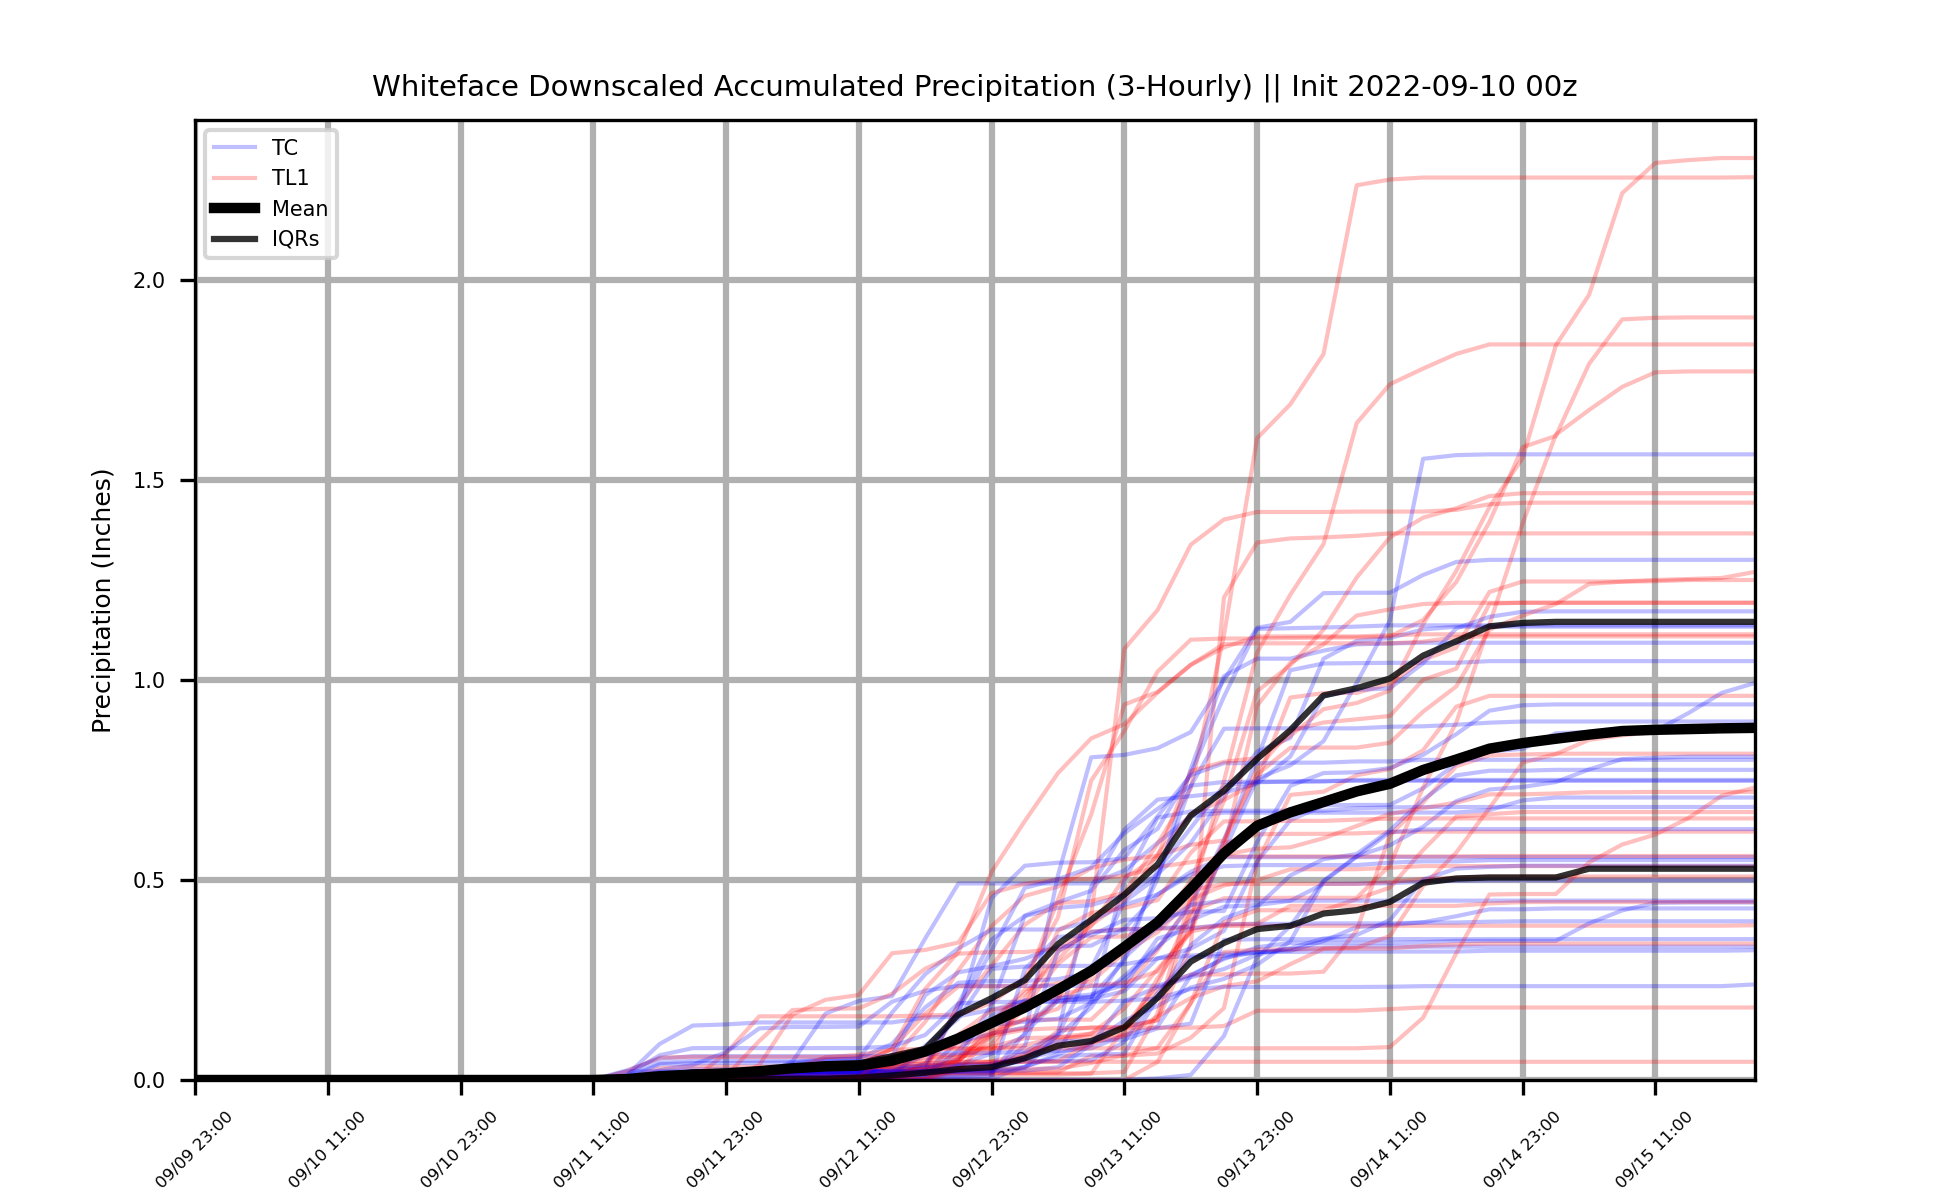 Whiteface Downscaled Accumulated Precipitation (3-Hourly) || Init 2022-09-10 00z
TC
TL1
Mean
IQRs
Precipitation (Inches)
2.0
1.5
1.0
0.5
0.0
09/09 23:00
09/10 11:00
09/10 23:00
09/11 11:00
09/11 23:00
09/12 11:00
09/12 23:00
09/13 11:00
09/13 23:00
09/14 11:00
09/14 23:00
09/15 11:00